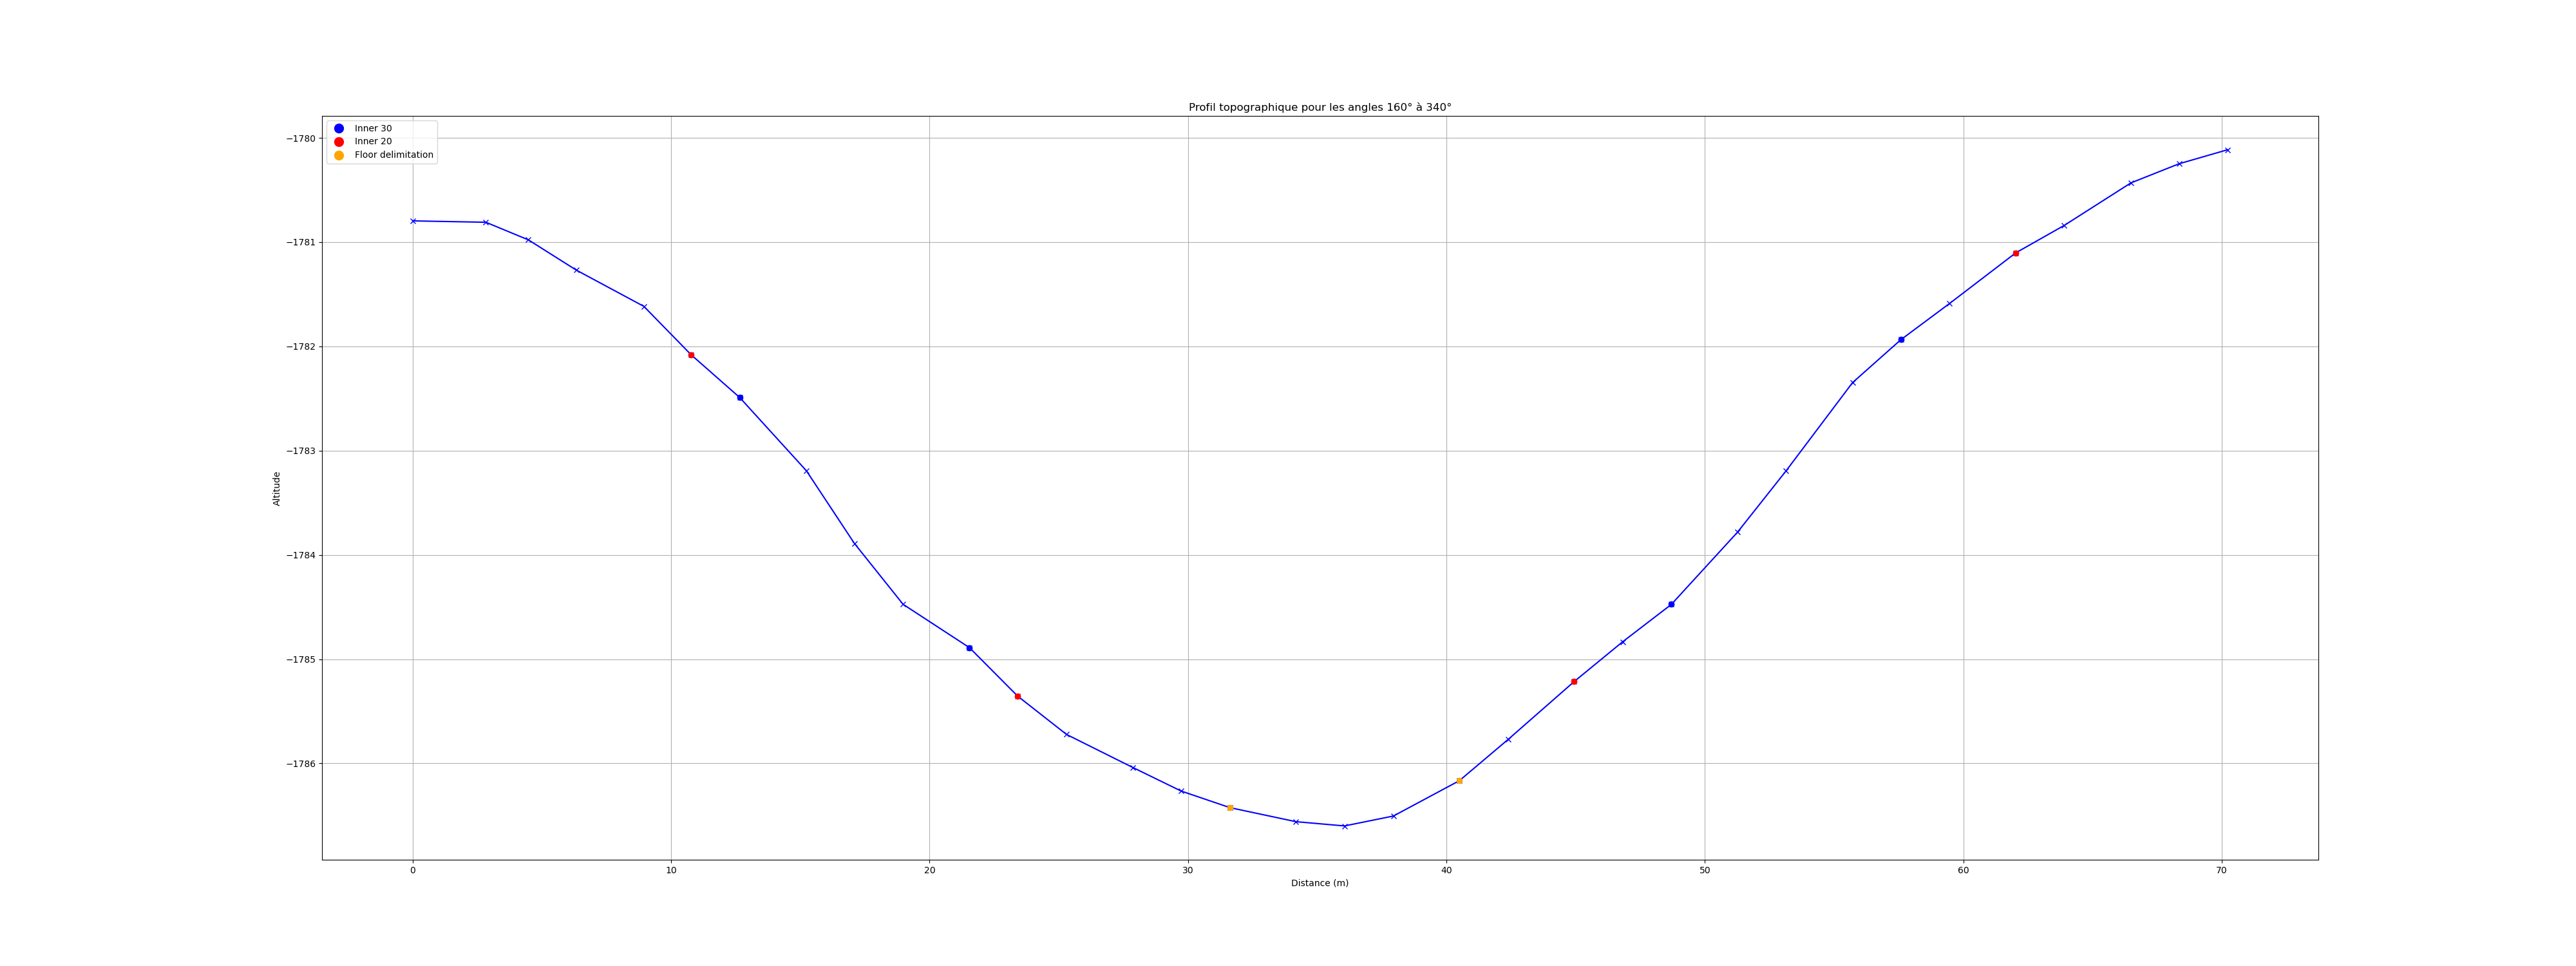 Profil topographique pour les angles 160° à 340°
Inner 30
Inner 20
Floor delimitation
−1780
−1781
−1782
−1783
−1784
−1785
−1786
Altitude
0 10 20 30 40 50 60 70
Distance (m)